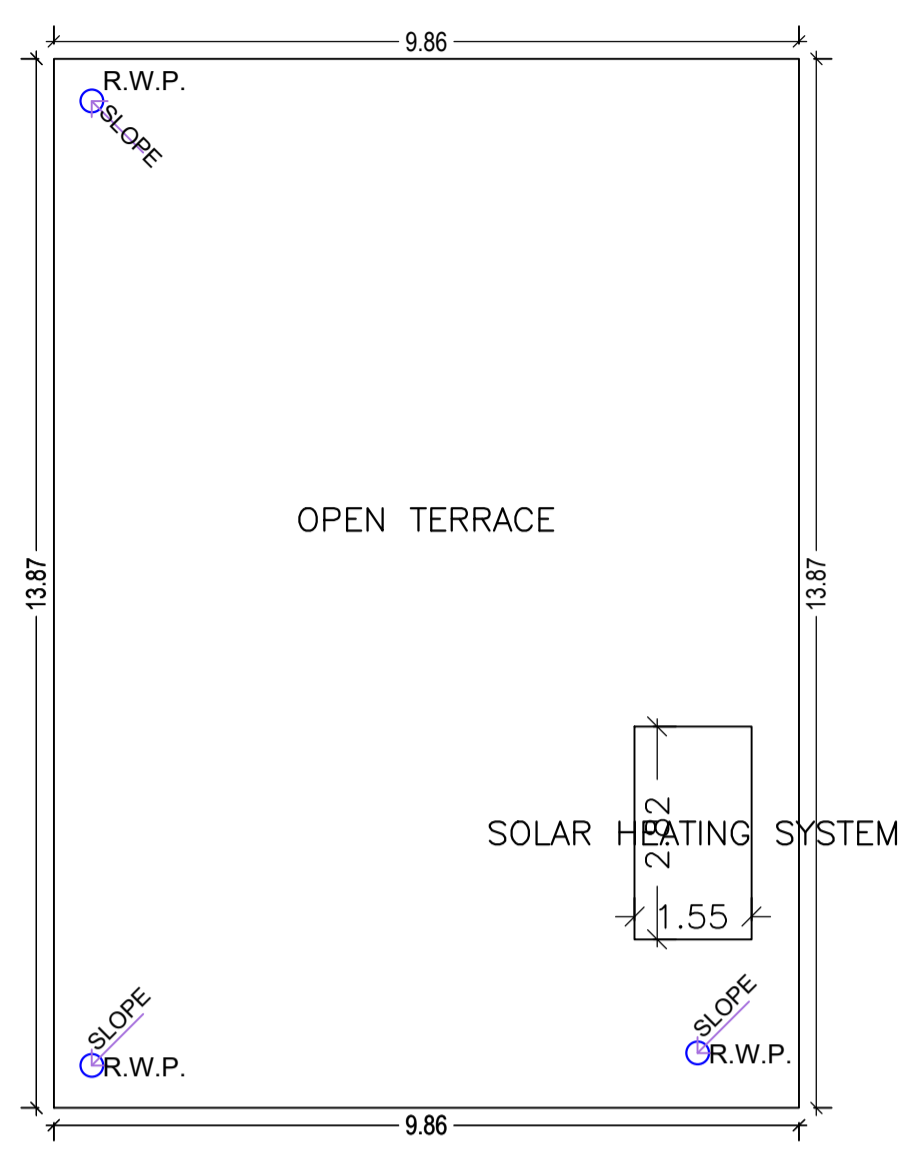 9.86
R.W.P.
SLOPE
OPEN TERRACE
13.87
13.87
2.82
SOLAR HEATING SYSTEM
1.55
SLOPE
R.W.P.
SLOPE
R.W.P.
9.86